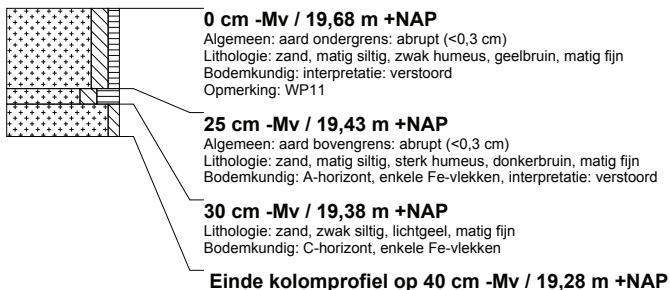 0 cm -Mv / 19,68 m +NAP
Algemeen: aard ondergrens: abrupt (<0,3 cm)
Lithologie: zand, matig siltig, zwak humeus, geelbruin, matig fijn
Bodemkundig: interpretatie: verstoord
Opmerking: WP11
25 cm -Mv / 19,43 m +NAP
Algemeen: aard bovengrens: abrupt (<0,3 cm)
Lithologie: zand, matig siltig, sterk humeus, donkerbruin, matig fijn
Bodemkundig: A-horizont, enkele Fe-vlekken, interpretatie: verstoord
30 cm -Mv / 19,38 m +NAP
Lithologie: zand, zwak siltig, lichtgeel, matig fijn
Bodemkundig: C-horizont, enkele Fe-vlekken
Einde kolomprofiel op 40 cm -Mv / 19,28 m +NAP